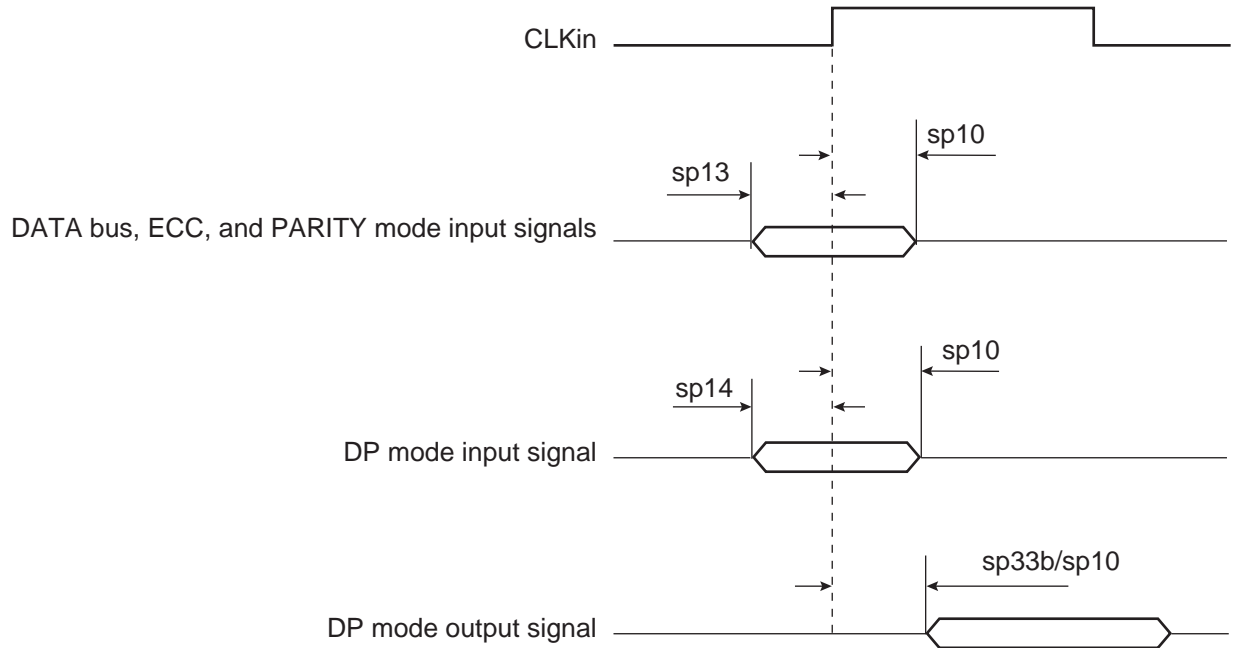 CLKin
sp10
sp13
DATA bus, ECC, and PARITY mode input signals
sp10
sp14
DP mode input signal
sp33b/sp10
DP mode output signal